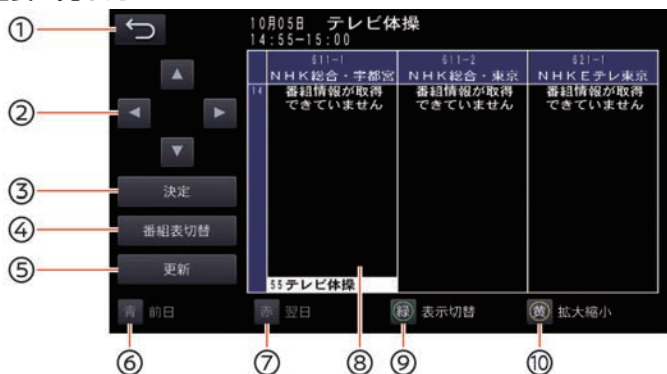 ①
10月05日 テレビ体操
14:55-15:00
611-1 611-2 621-1
NHK総合・宇都宮 NHK総合・東京 NHKEテレ東京
②
14 番組情報が取得 番組情報が取得 番組情報が取得
できていません できていません できていません
③ 決定
④ 番組表切替
⑤ 更新
55 テレビ体操
青 前日 赤 翌日 緑 表示切替 黄 拡大縮小
⑥ ⑦ ⑧ ⑨ ⑩